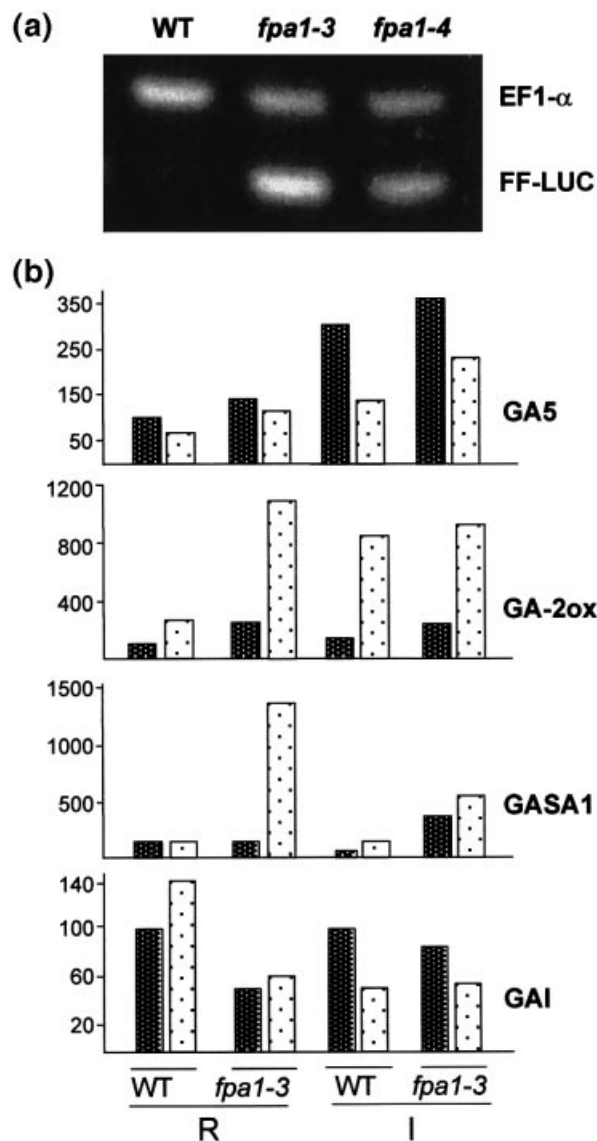 (a)
WT fpa1-3 fpa1-4
EF1-α
FF-LUC
(b)
350
250
150
50
GA5
1200
800
400
GA-2ox
1500
1000
500
GASA1
140
100
60
20
GAI
WT fpa1-3 WT fpa1-3
R I